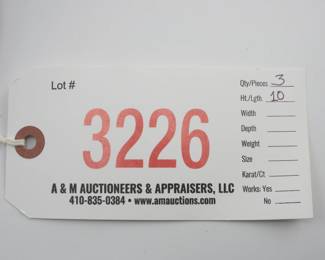 Lot #
3226
Qty/Pieces 3
Ht./Lgth 10
Width
Depth
Weight
Size
Karat/Ct
Works: Yes
No
A & M AUCTIONEERS & APPRAISERS, LLC
410-835-0384 • www.amauctions.com